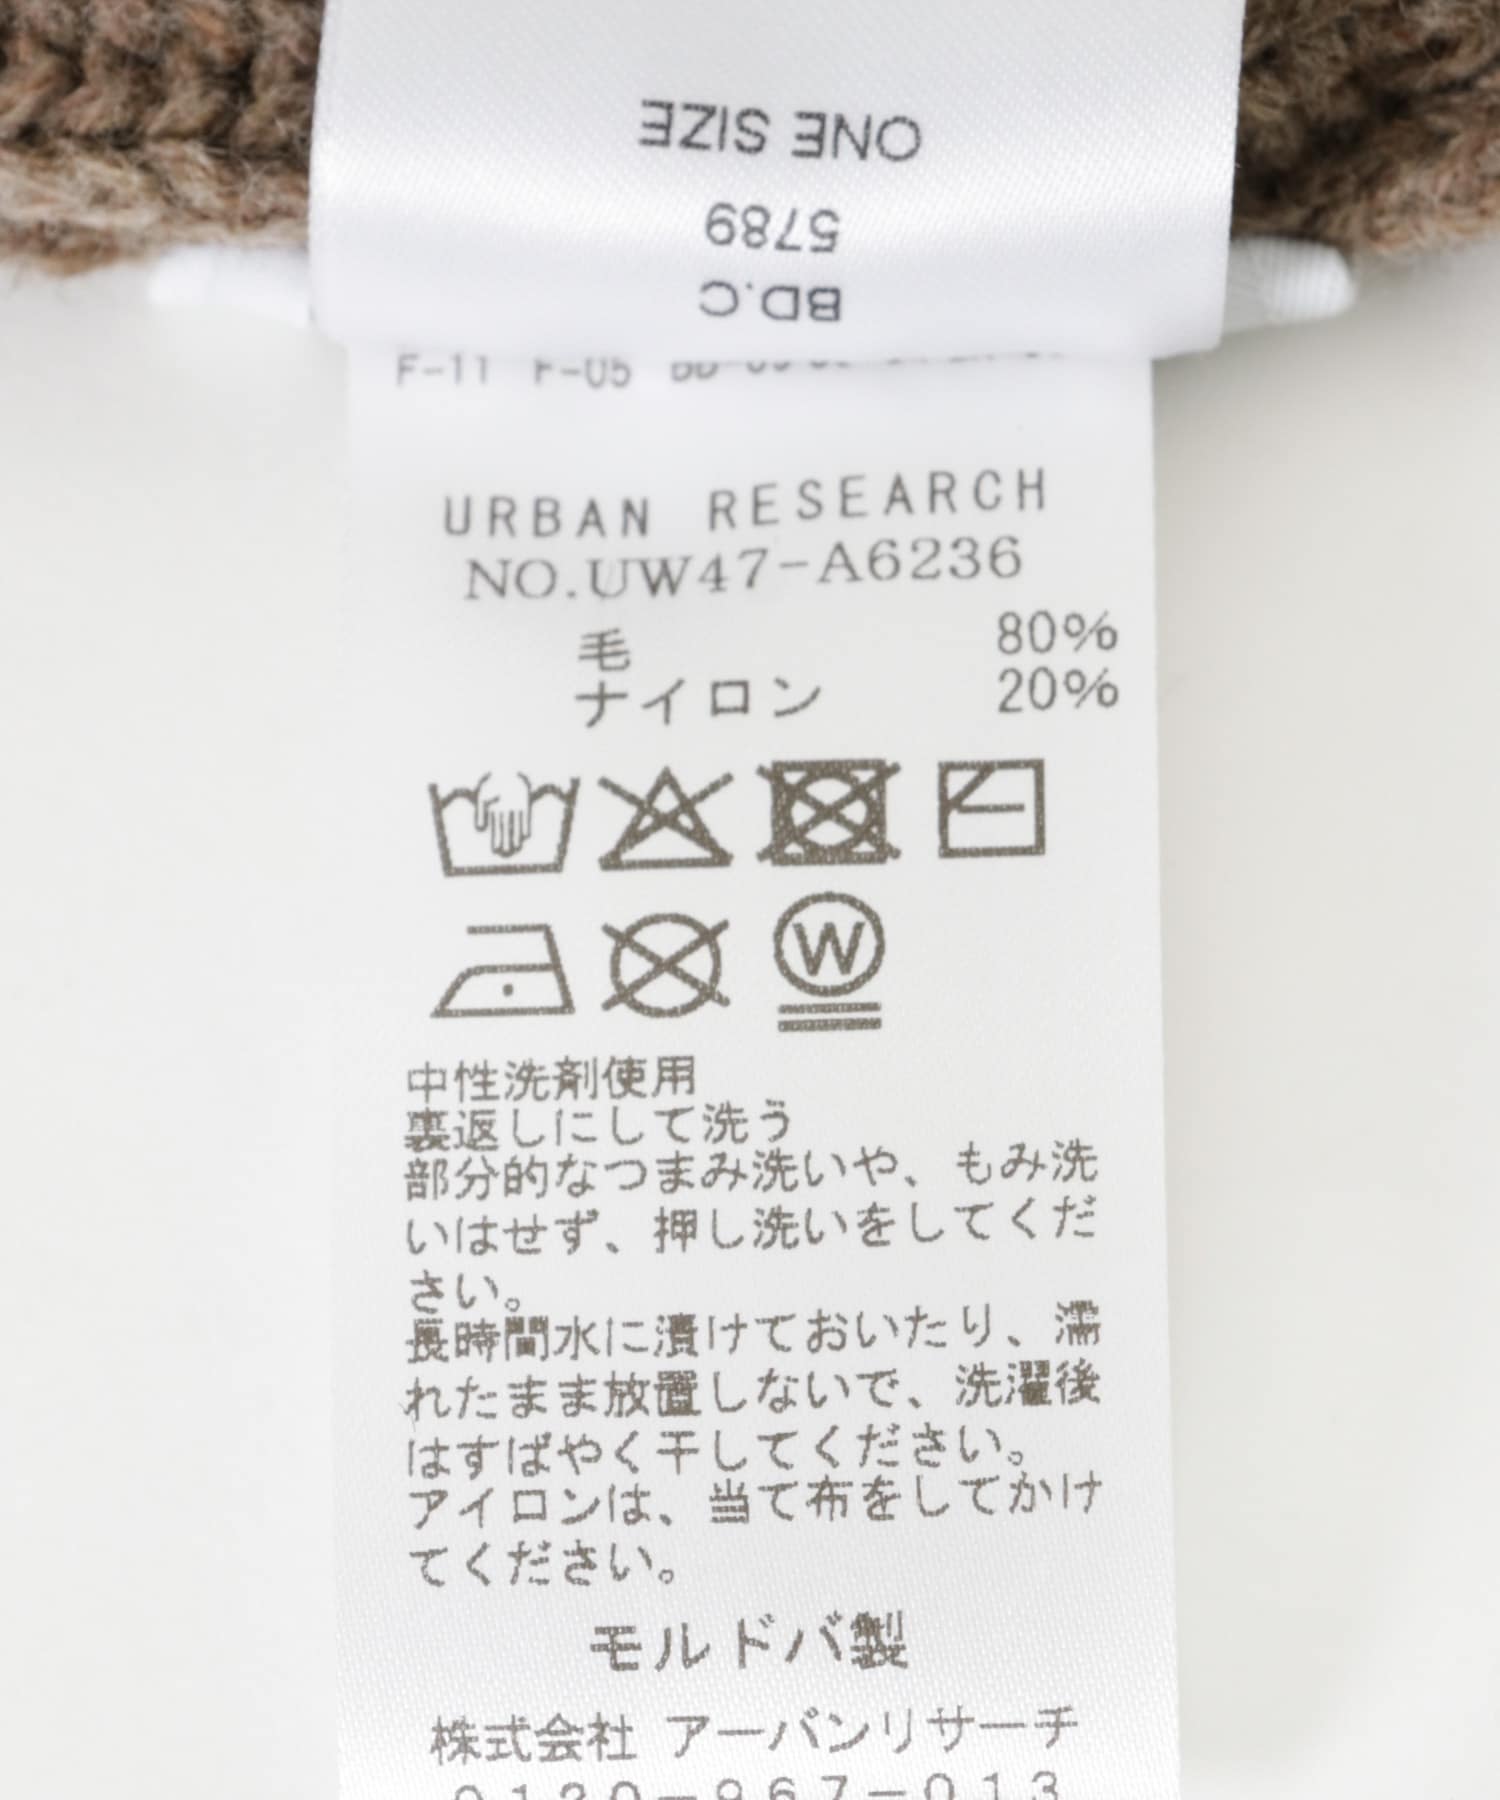 ONE SIZE
5789
BD.C
F-11 F-05
URBAN RESEARCH
NO.UW47-A6236
毛 80%
ナイロン 20%
W
中性洗剤使用
裏返しにして洗う
部分的なつまみ洗いや、もみ洗
いはせず、押し洗いをしてくだ
さい。
長時間水に漬けておいたり、濡
れたまま放置しないで、洗濯後
はすばやく干してください。
アイロンは、当て布をしてかけ
てください。
モルドバ製
株式会社 アーバンリサーチ
0120-967-013